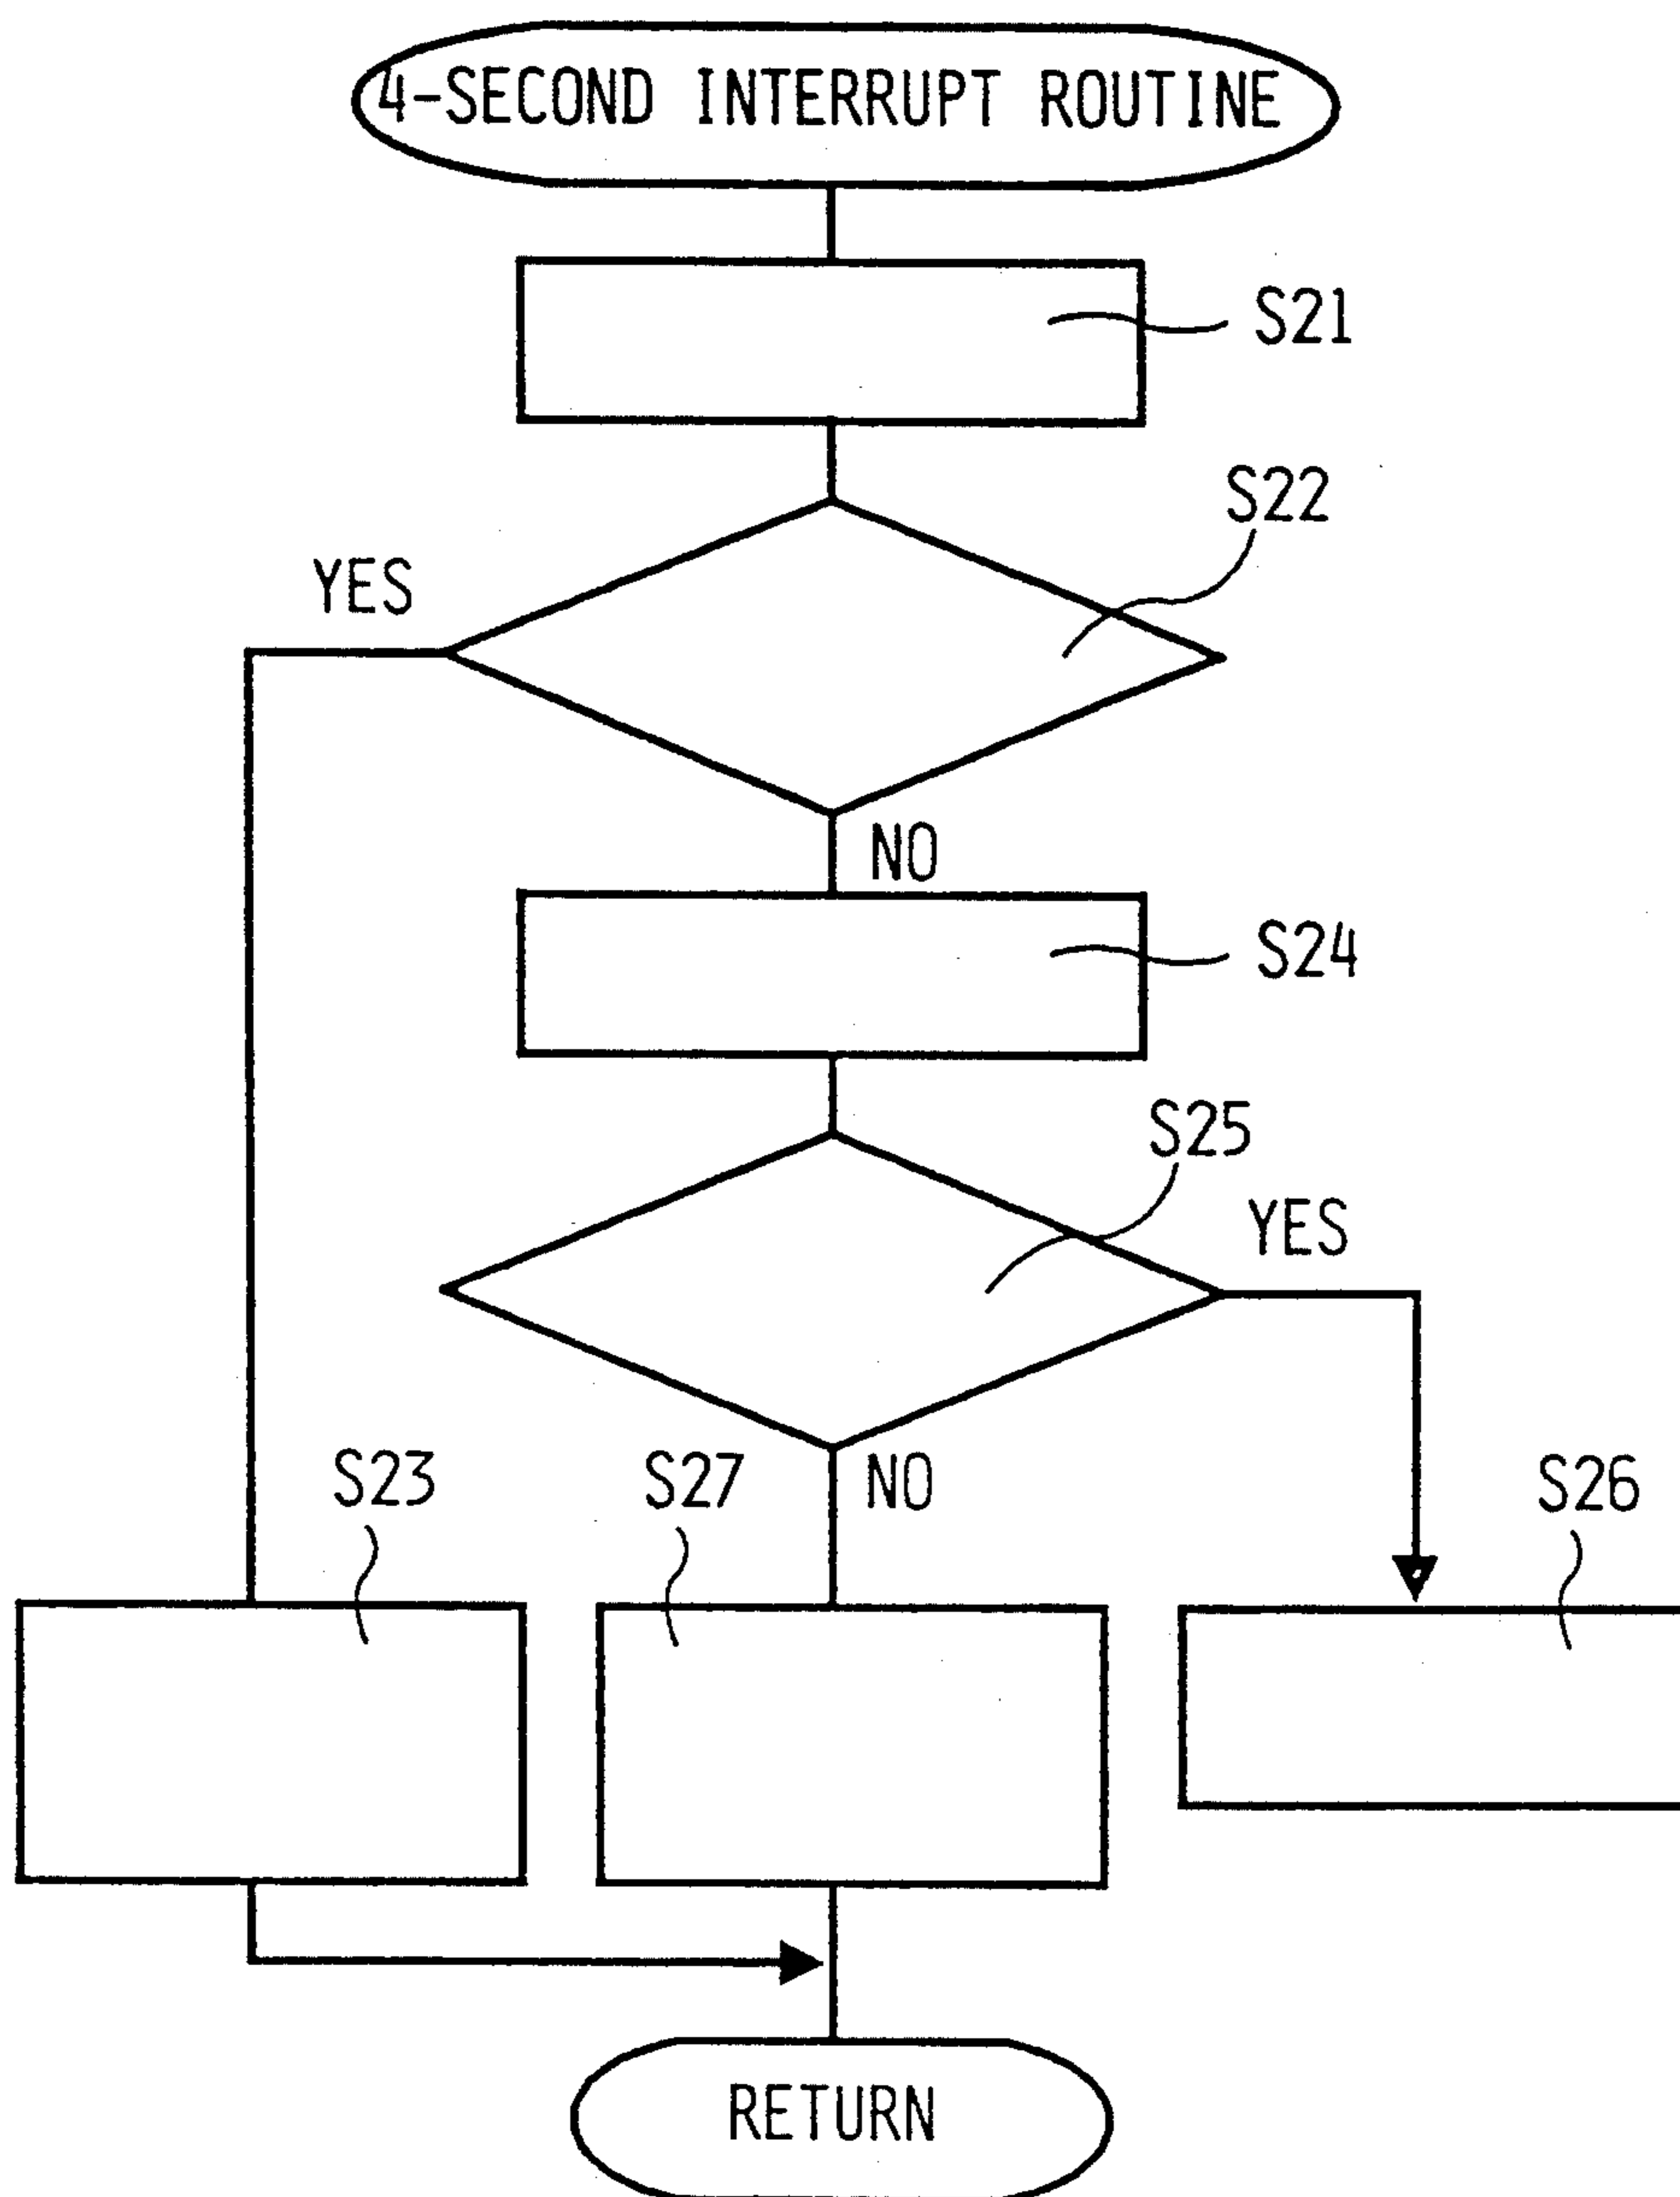 4-SECOND INTERRUPT ROUTINE
S21
S22
YES
NO
S24
S25
YES
S23
S27
NO
S26
RETURN